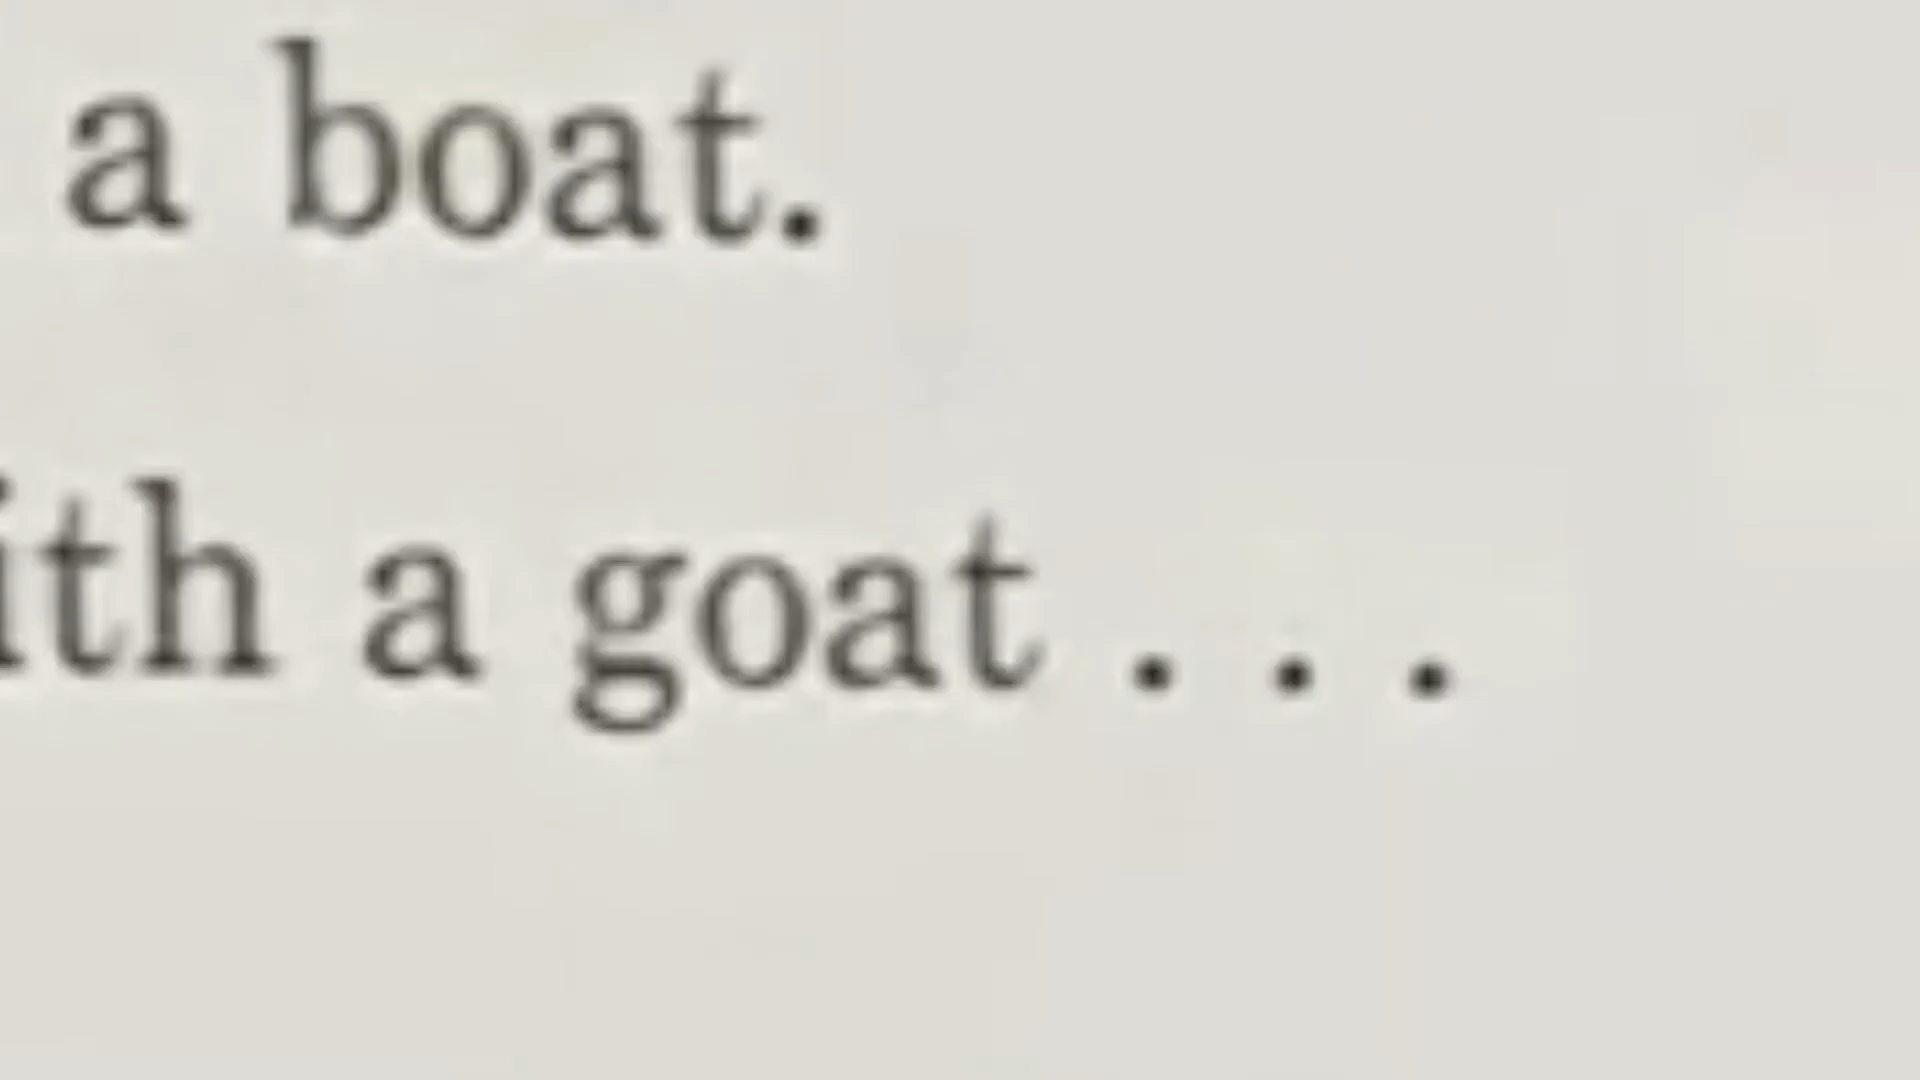 a boat.
ith a goat . . .